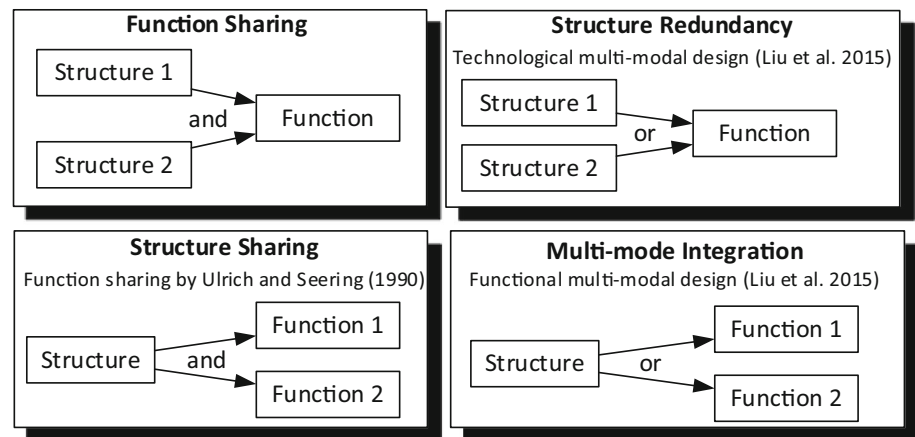 Function Sharing
Structure 1
and
Function
Structure 2
Structure Redundancy
Technological multi-modal design (Liu et al. 2015)
Structure 1
or
Function
Structure 2
Structure Sharing
Function sharing by Ulrich and Seering (1990)
Function 1
Structure
and
Function 2
Multi-mode Integration
Functional multi-modal design (Liu et al. 2015)
Function 1
Structure
or
Function 2